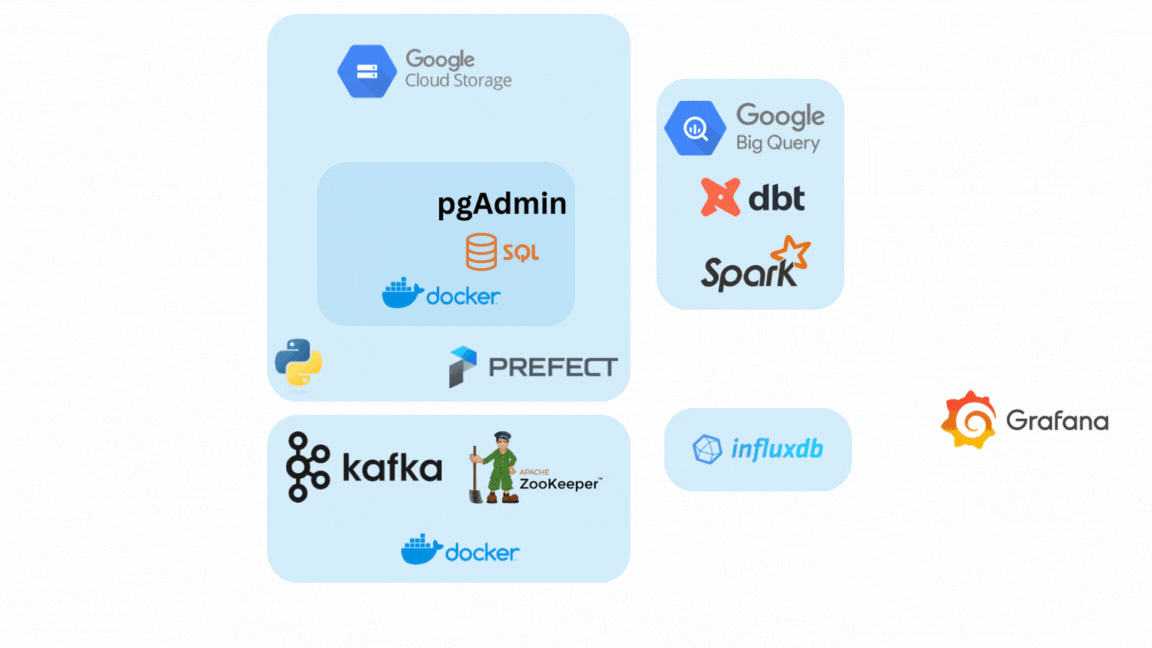 Google
Cloud Storage
pgAdmin
SQL
docker
PREFECT
Google
Big Query
dbt
Spark
kafka
APACHE
ZooKeeper™
docker
influxdb
Grafana